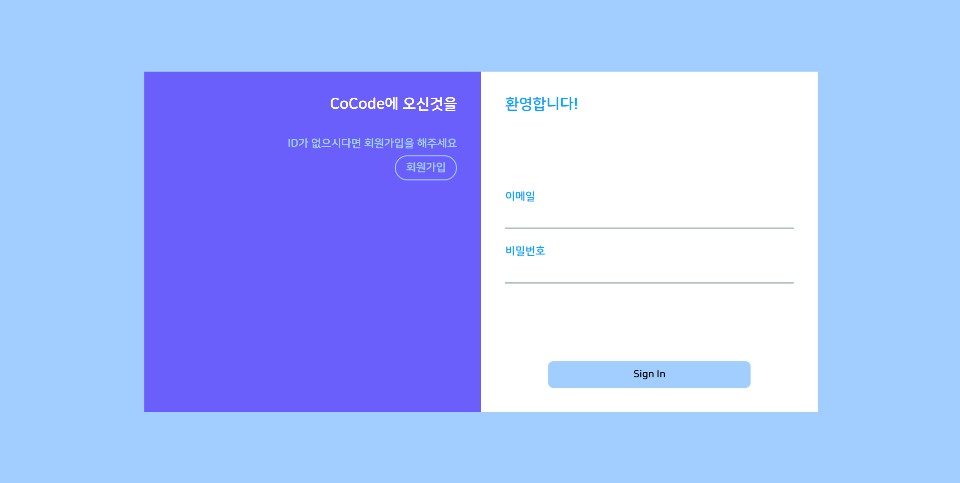 CoCode에 오신것을
환영합니다!
ID가 없으시다면 회원가입을 해주세요
회원가입
이메일
비밀번호
Sign In